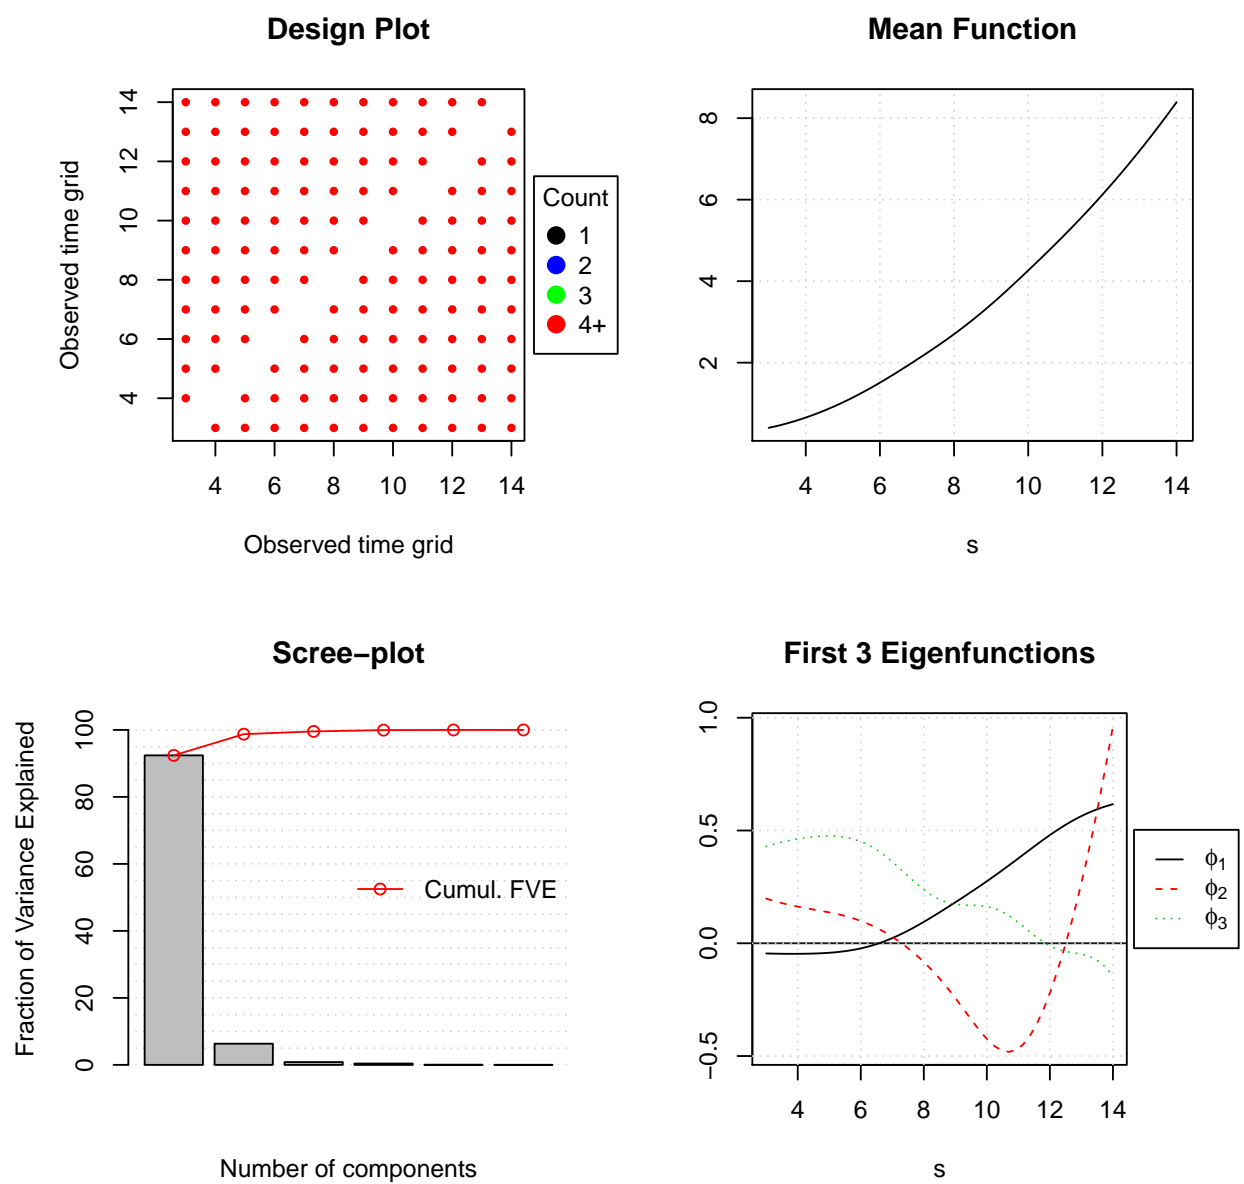 Design Plot
Observed time grid
14
12
10
8
6
4
4 6 8 10 12 14
Observed time grid
Count
1
2
3
4+
Mean Function
8
6
4
2
4 6 8 10 12 14
s
Scree−plot
Fraction of Variance Explained
100
80
60
40
20
0
Cumul. FVE
Number of components
First 3 Eigenfunctions
1.0
0.5
0.0
−0.5
4 6 8 10 12 14
s
ϕ1
ϕ2
ϕ3